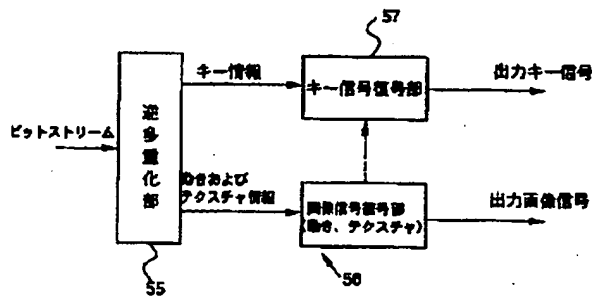 57
キー情報
キー信号復号部
出力キー信号
ビットストリーム
逆多重化部
動きおよび
テクスチャ情報
画像信号復号部
(動き、テクスチャ)
出力画像信号
55
56